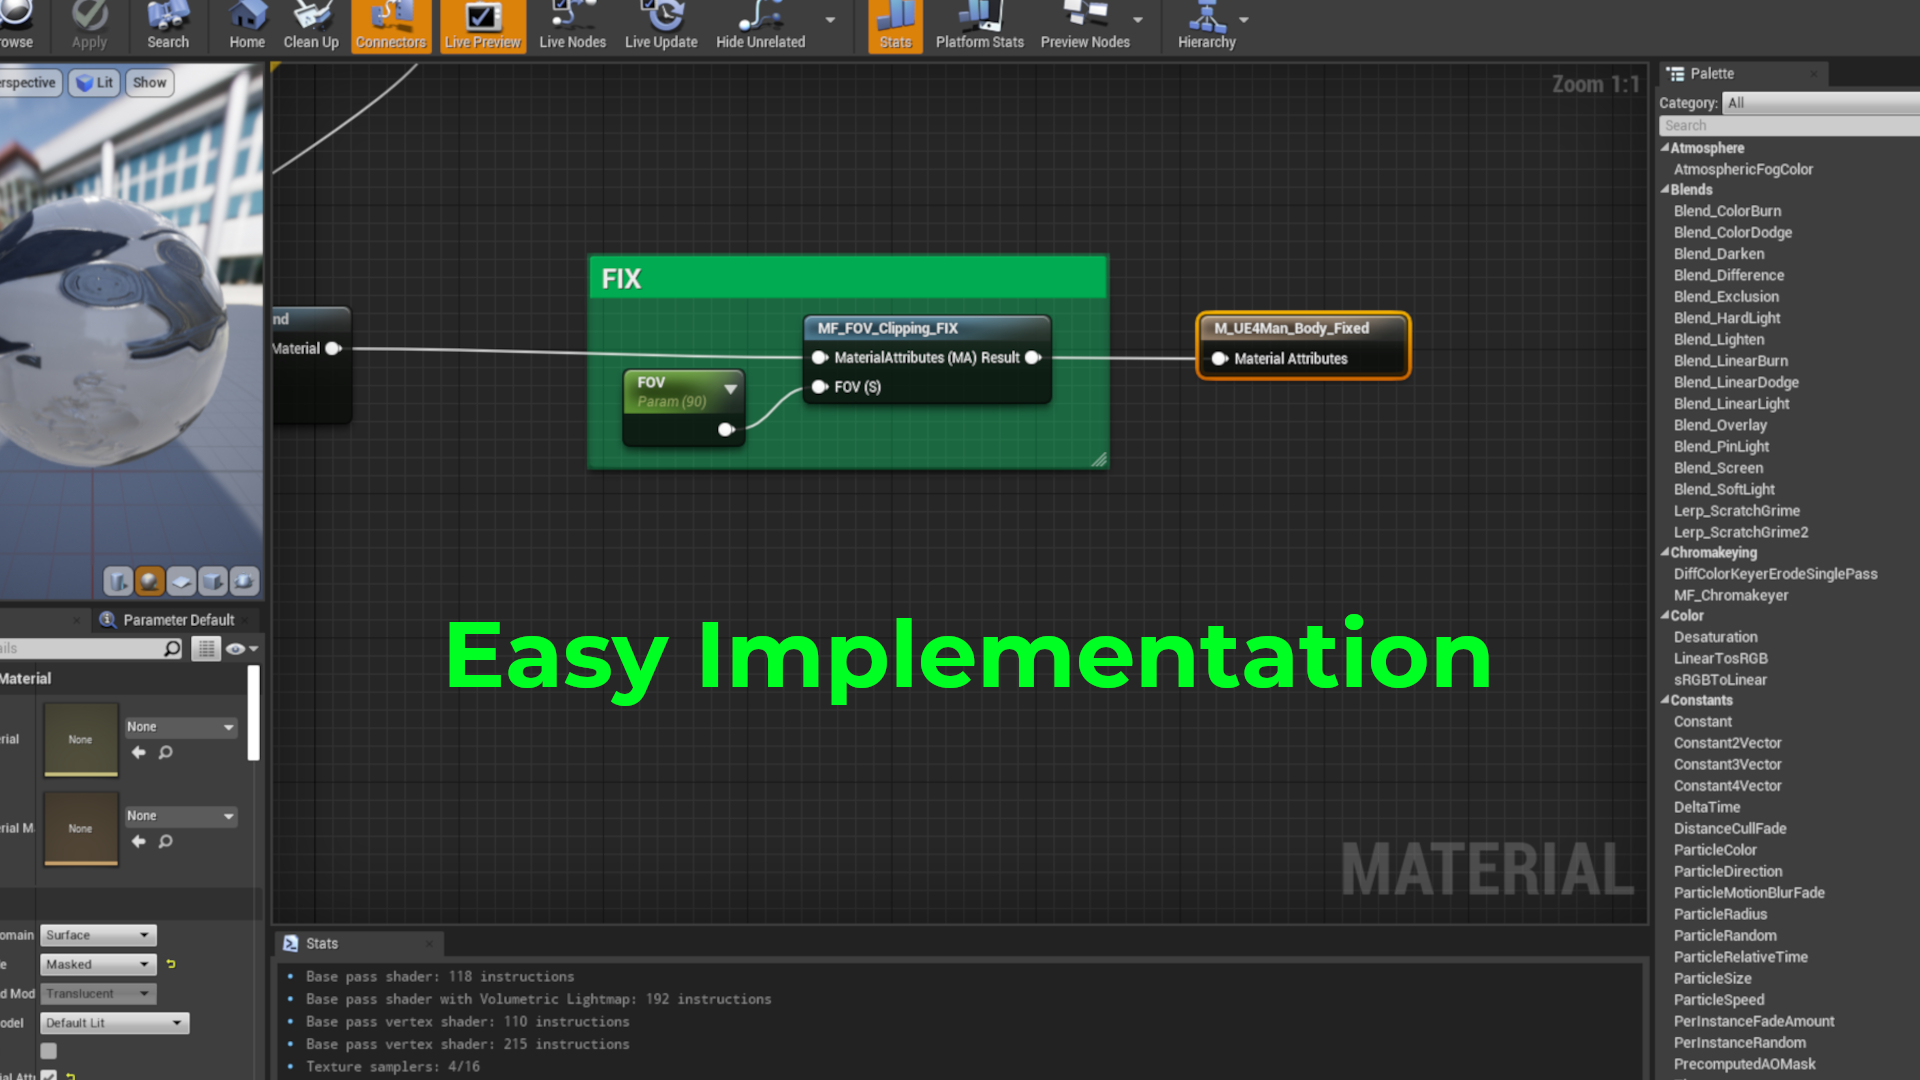 owse
Apply
Search
Home
Clean Up
Connectors
Live Preview
Live Nodes
Live Update
Hide Unrelated
Stats
Platform Stats
Preview Nodes
Hierarchy
erspective
Lit
Show
Zoom 1:1
Palette
Category:
All
Search
Atmosphere
AtmosphericFogColor
Blends
Blend_ColorBurn
Blend_ColorDodge
Blend_Darken
Blend_Difference
Blend_Exclusion
Blend_HardLight
Blend_Lighten
Blend_LinearBurn
Blend_LinearDodge
Blend_LinearLight
Blend_Overlay
Blend_PinLight
Blend_Screen
Blend_SoftLight
Lerp_ScratchGrime
Lerp_ScratchGrime2
Chromakeying
DiffColorKeyerErodeSinglePass
MF_Chromakeyer
Color
Desaturation
LinearTosRGB
sRGBToLinear
Constants
Constant
Constant2Vector
Constant3Vector
Constant4Vector
DeltaTime
DistanceCullFade
ParticleColor
ParticleDirection
ParticleMotionBlurFade
ParticleRadius
ParticleRandom
ParticleRelativeTime
ParticleSize
ParticleSpeed
PerInstanceFadeAmount
PerInstanceRandom
PrecomputedAOMask
nd
Material
FIX
MF_FOV_Clipping_FIX
MaterialAttributes (MA) Result
FOV (S)
FOV
Param (90)
M_UE4Man_Body_Fixed
Material Attributes
Easy Implementation
MATERIAL
Parameter Default
ails
Material
rial
None
None
rial M
None
None
omain
Surface
e
Masked
d Mod
Translucent
odel
Default Lit
ial Att
Stats
Base pass shader: 118 instructions
Base pass shader with Volumetric Lightmap: 192 instructions
Base pass vertex shader: 110 instructions
Base pass vertex shader: 215 instructions
Texture samplers: 4/16